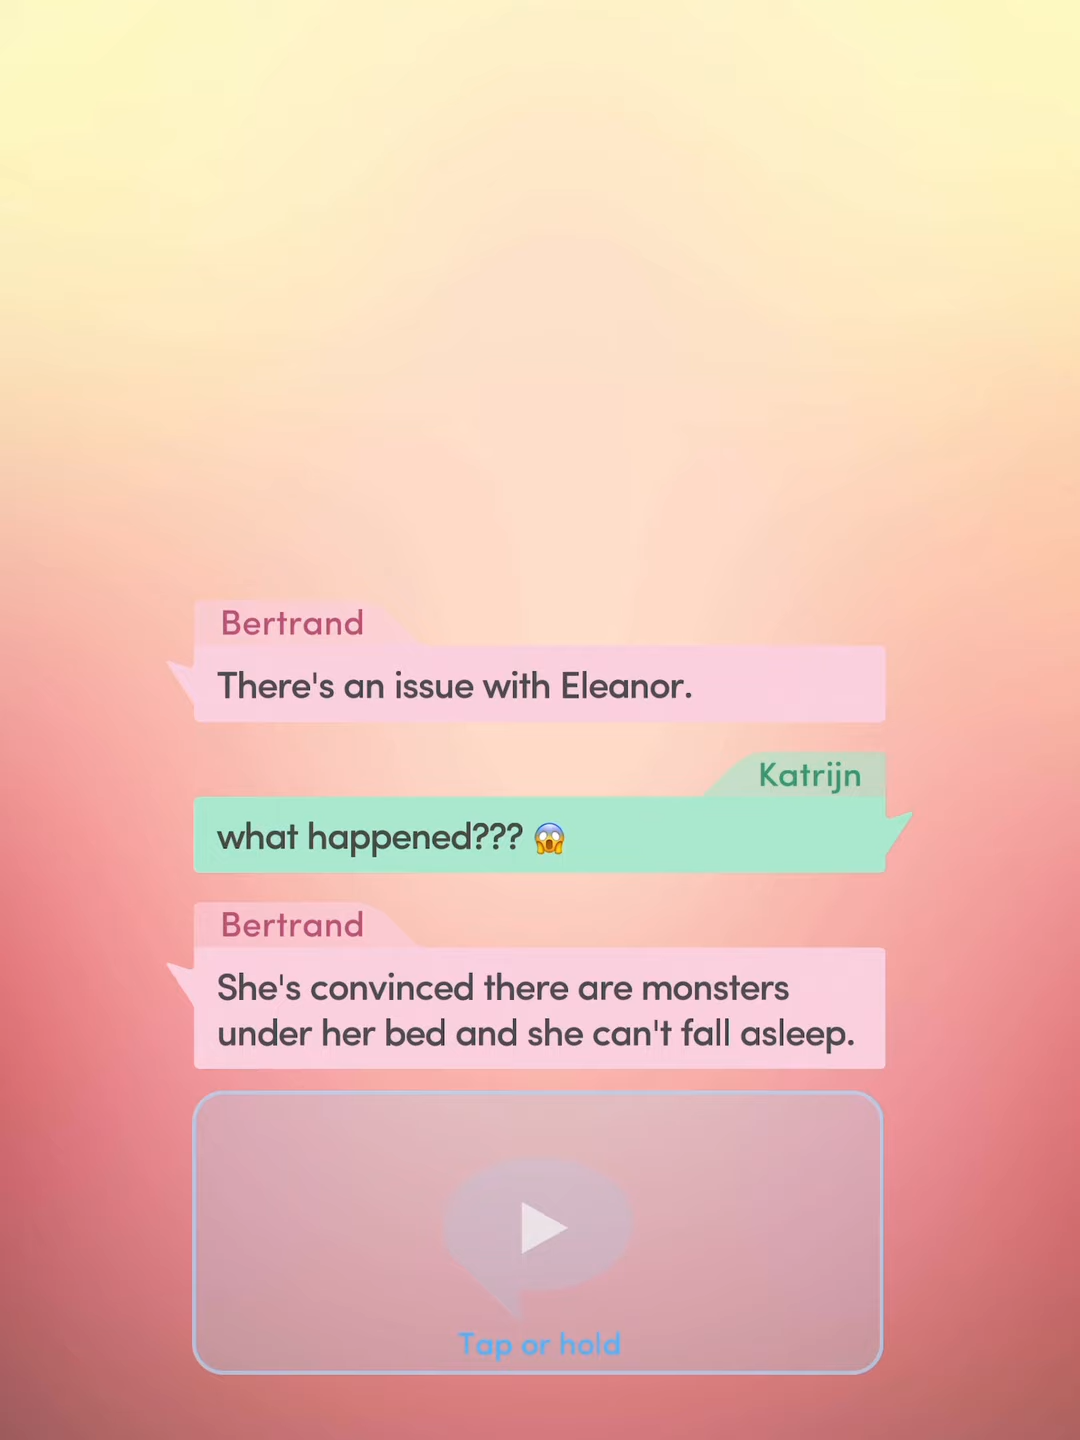 Bertrand
There's an issue with Eleanor.
Katrijn
what happened??? 😱
Bertrand
She's convinced there are monsters
under her bed and she can't fall asleep.
Tap or hold